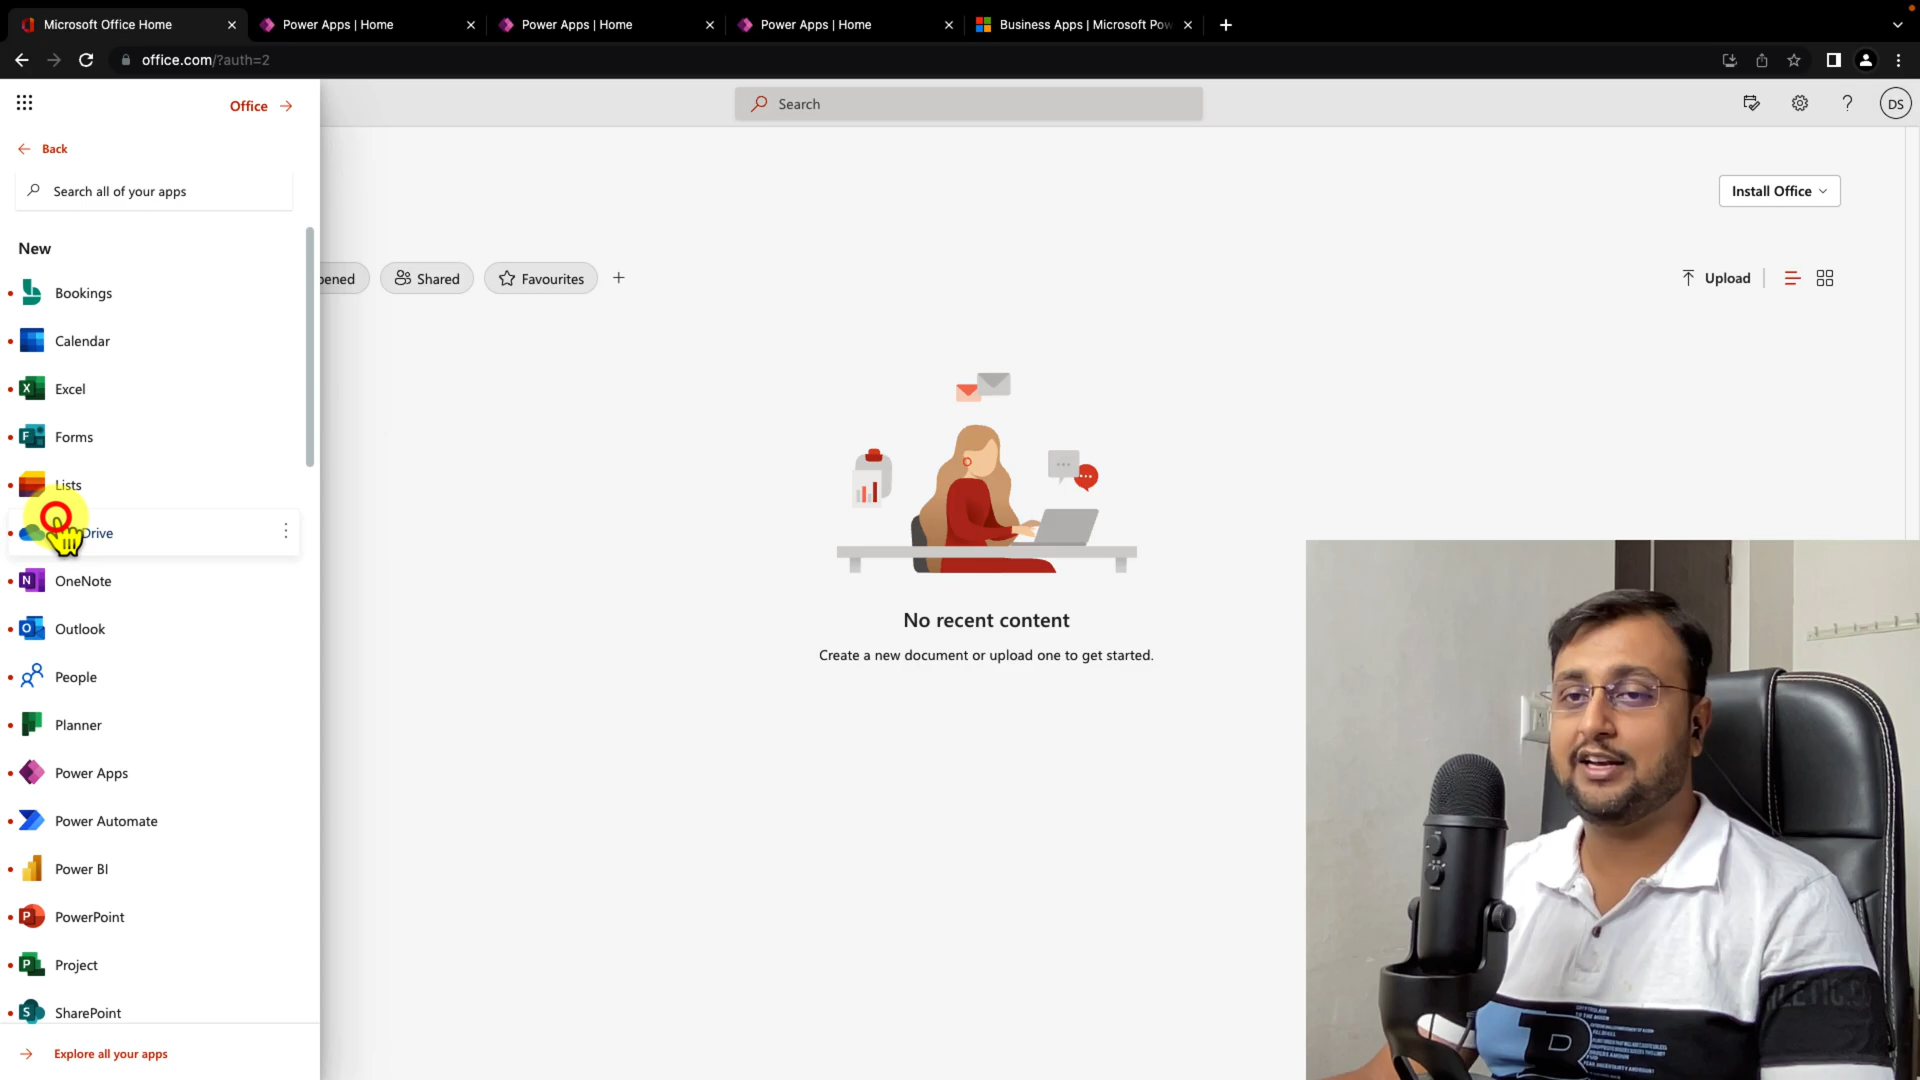 Microsoft Office Home
Power Apps | Home
Power Apps | Home
Power Apps | Home
Business Apps | Microsoft Pow
office.com/?auth=2
Office
Search
DS
Back
Search all of your apps
Install Office
New
Bookings
pened
Shared
Favourites
Upload
Calendar
Excel
Forms
Lists
Drive
OneNote
Outlook
People
Planner
Power Apps
Power Automate
Power BI
PowerPoint
Project
SharePoint
Explore all your apps
No recent content
Create a new document or upload one to get started.